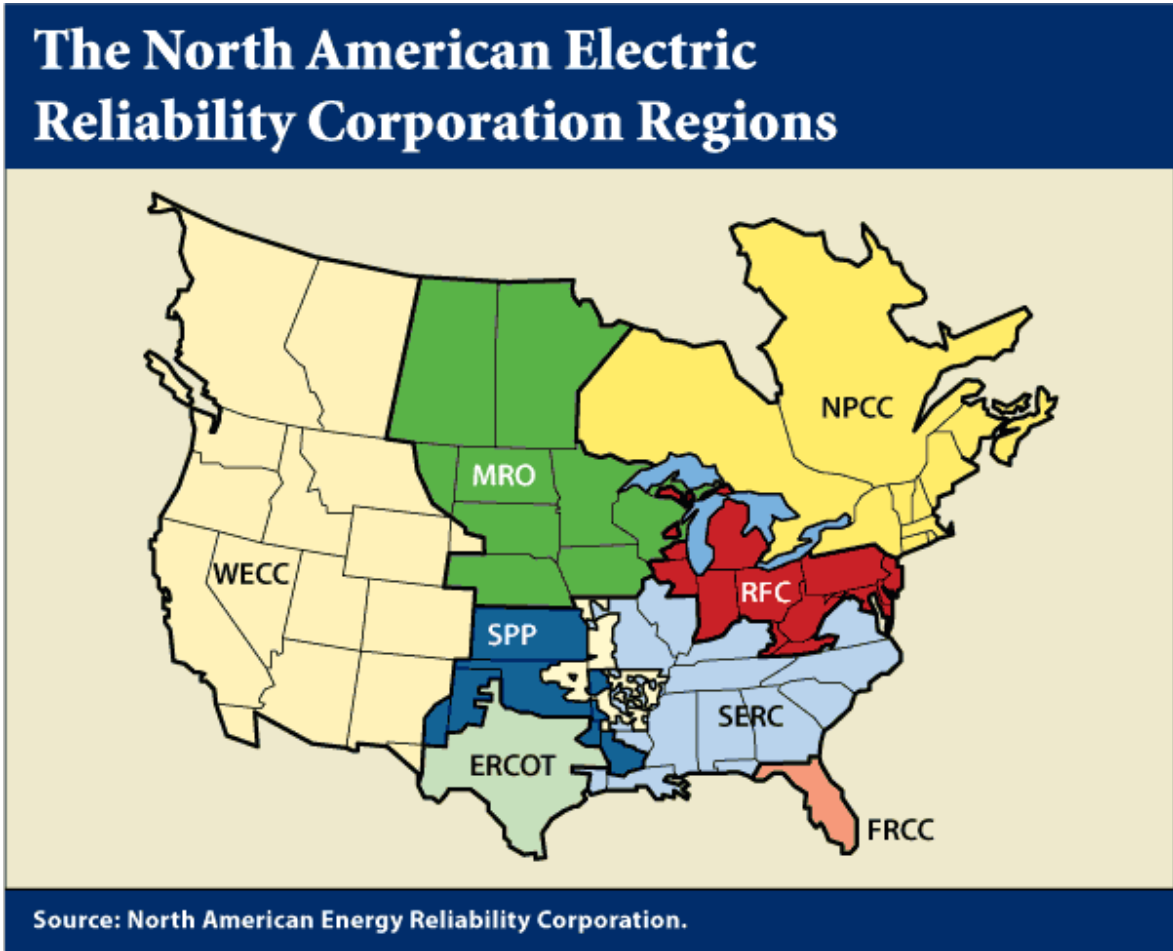 The North American Electric
Reliability Corporation Regions
NPCC
MRO
WECC
RFC
SPP
SERC
ERCOT
FRCC
Source: North American Energy Reliability Corporation.